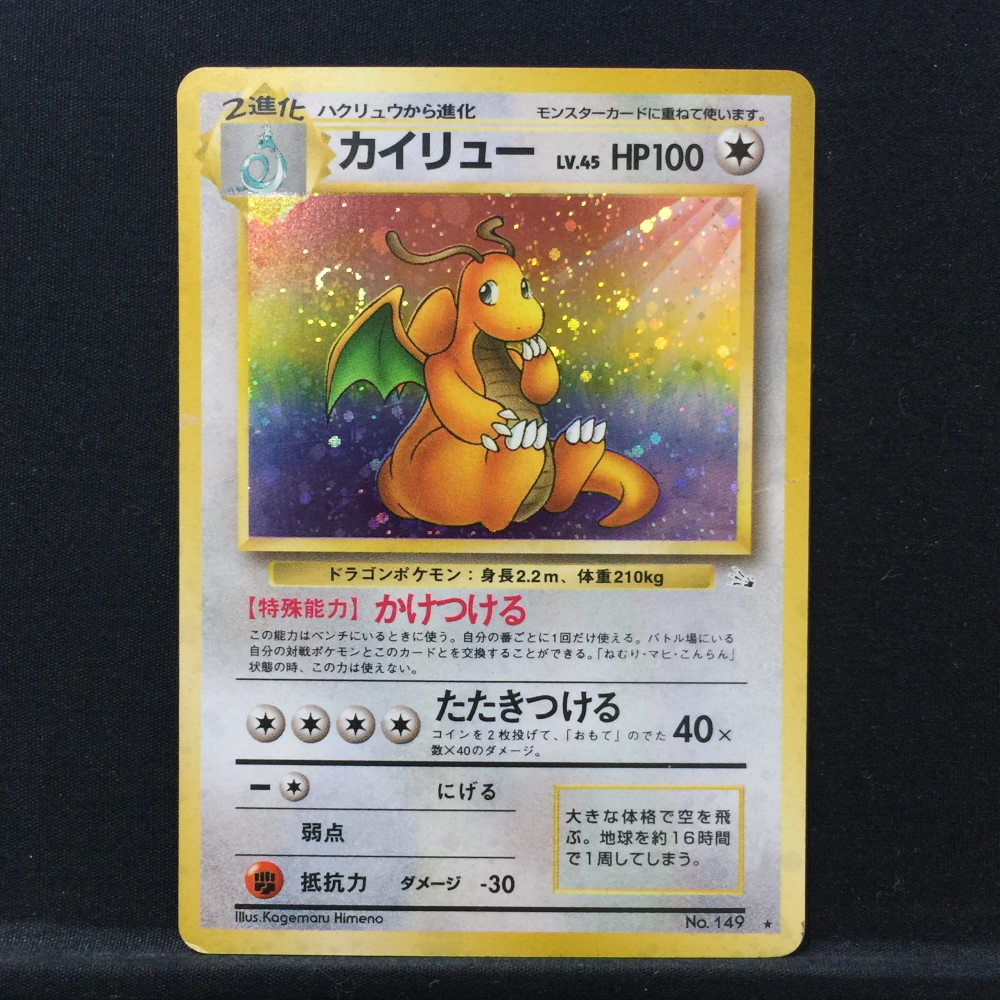 2進化 ハクリュウから進化 モンスターカードに重ねて使います。
カイリュー LV.45 HP100
ドラゴンポケモン：身長2.2m、体重210kg
【特殊能力】 かけつける
この能力はベンチにいるときに使う。自分の番ごとに1回だけ使える。バトル場にいる
自分の対戦ポケモンとこのカードとを交換することができる。「ねむり・マヒ・こんらん」
状態の時、この力は使えない。
たたきつける
コインを2枚投げて、「おもて」のでた
数×40のダメージ。
40×
− にげる
弱点
抵抗力 ダメージ -30
大きな体格で空を飛
ぶ。地球を約16時間
で1周してしまう。
Illus.Kagemaru Himeno
No. 149 ★